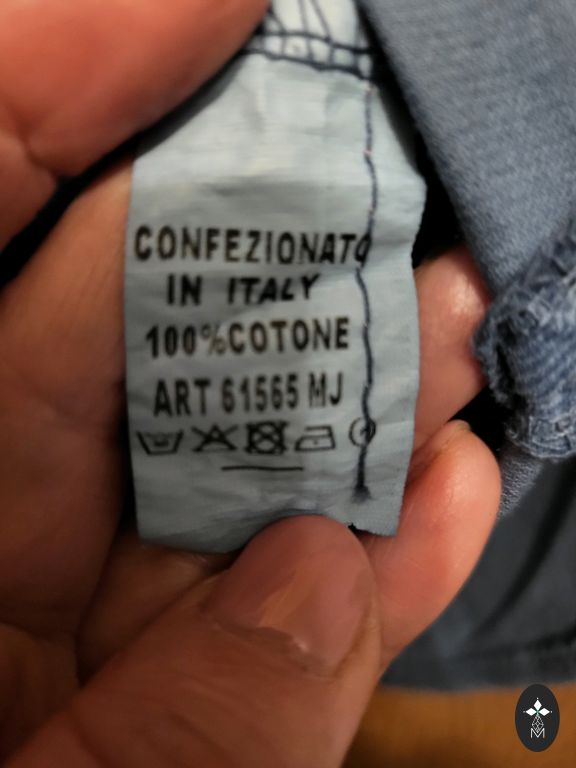 CONFEZIONATO
IN ITALY
100%COTONE
ART 61565 MJ